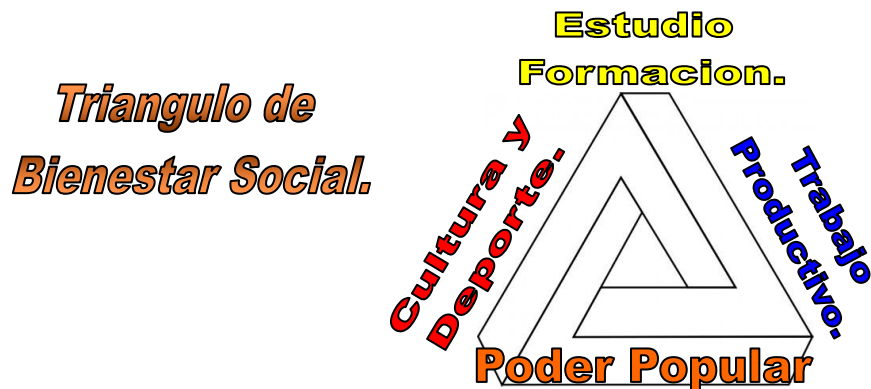 Triangulo de
Bienestar Social.
Estudio
Formacion.
Cultura y
Deporte.
Trabajo
Productivo.
Poder Popular